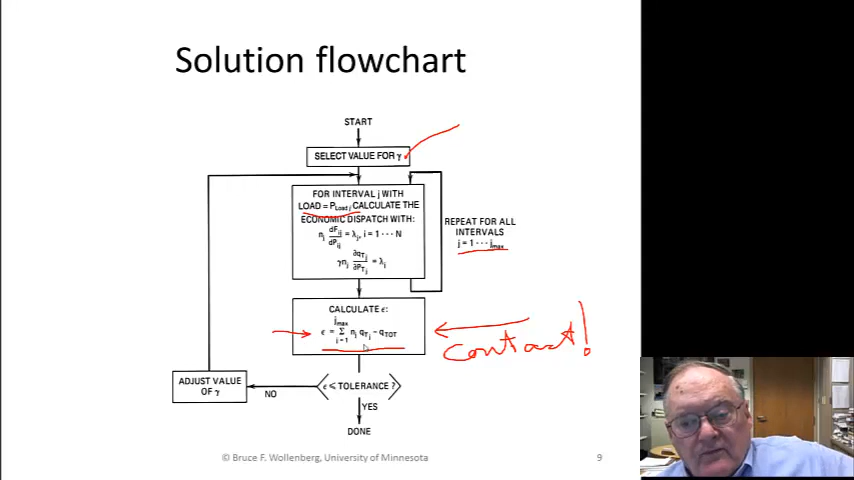 Solution flowchart
START
SELECT VALUE FOR γ
FOR INTERVAL j WITH
LOAD = P_Load j CALCULATE THE
ECONOMIC DISPATCH WITH:
n_j dF_ij/dP_ij = λ_j, i = 1 ··· N
γn_j ∂q_Tj/∂P_Tj = λ_j
REPEAT FOR ALL
INTERVALS
j = 1 ··· j_max
CALCULATE ϵ:
ϵ = Σ_{j = 1}^{j_max} n_j q_Tj − q_TOT
contract!
ϵ ≤ TOLERANCE ?
NO
ADJUST VALUE
OF γ
YES
DONE
© Bruce F. Wollenberg, University of Minnesota
9